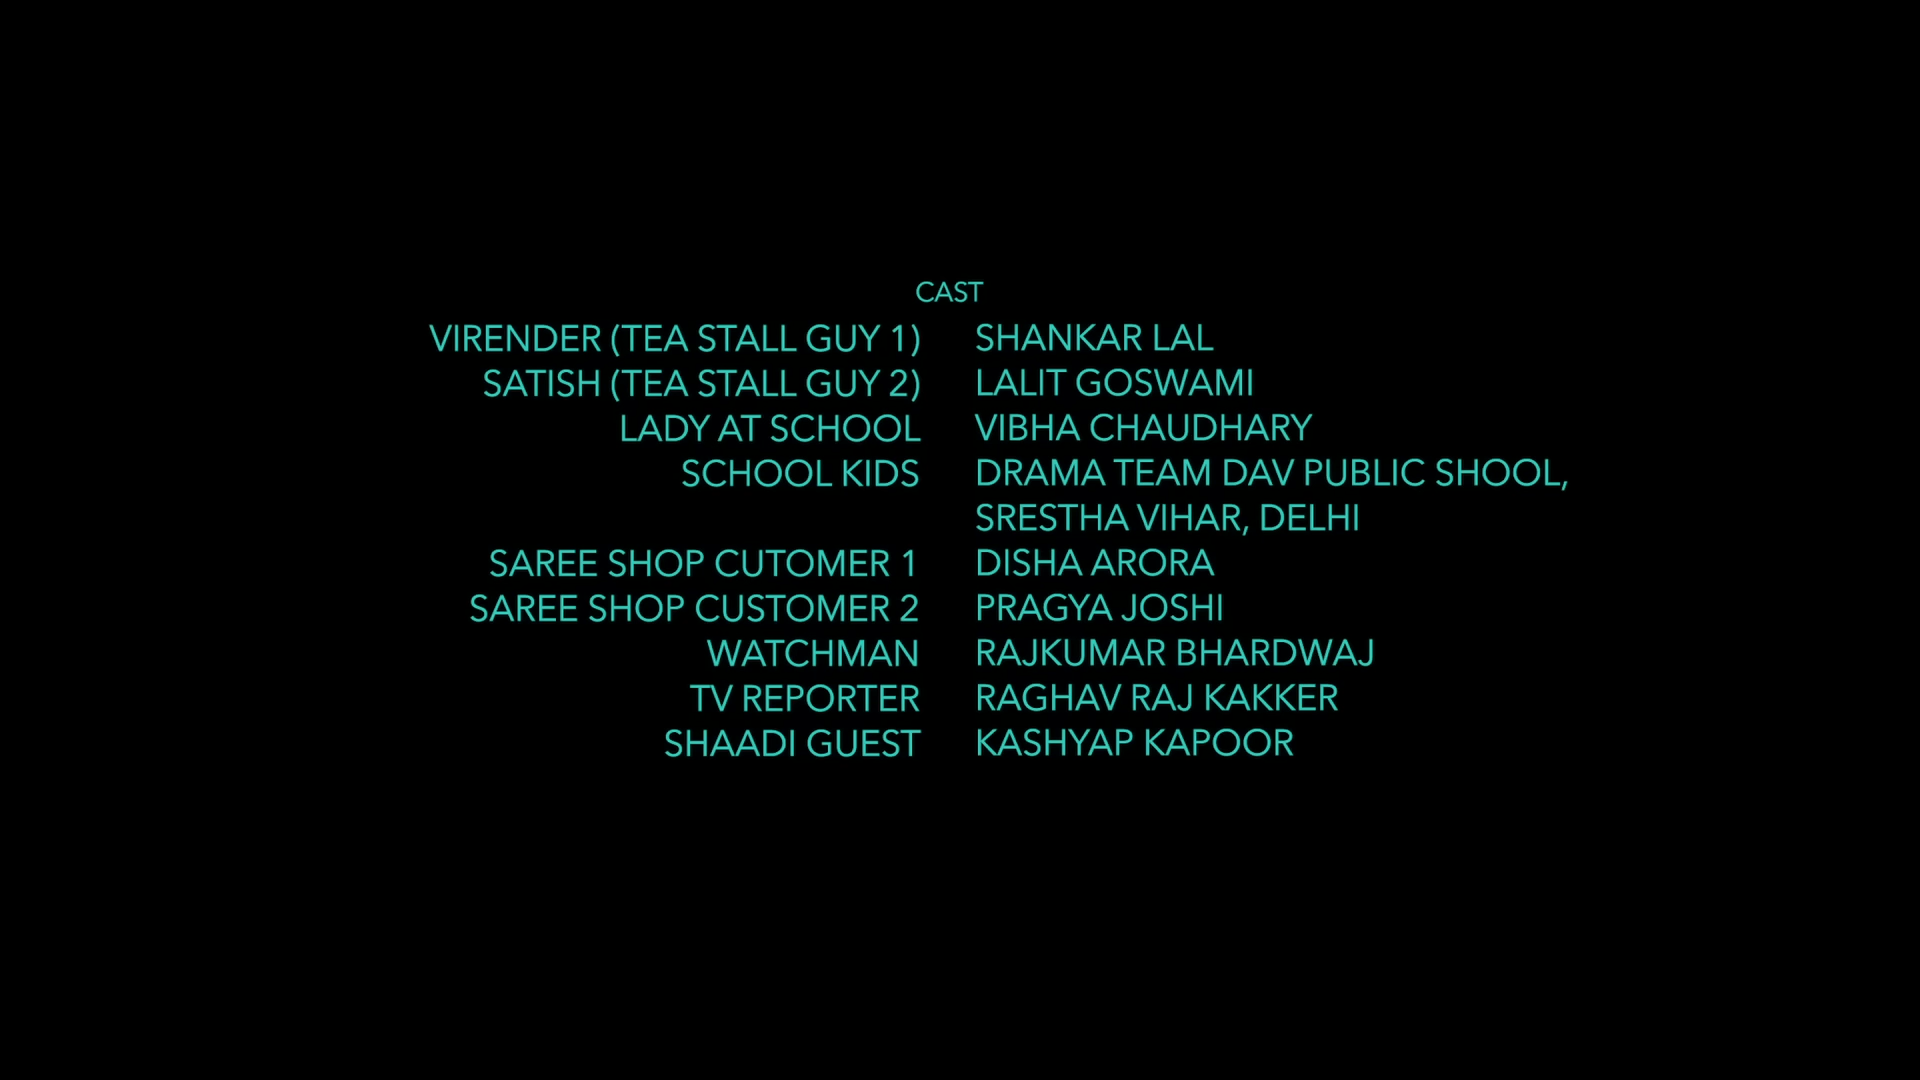 CAST
VIRENDER (TEA STALL GUY 1) SHANKAR LAL
SATISH (TEA STALL GUY 2) LALIT GOSWAMI
LADY AT SCHOOL VIBHA CHAUDHARY
SCHOOL KIDS DRAMA TEAM DAV PUBLIC SHOOL,
SRESTHA VIHAR, DELHI
SAREE SHOP CUTOMER 1 DISHA ARORA
SAREE SHOP CUSTOMER 2 PRAGYA JOSHI
WATCHMAN RAJKUMAR BHARDWAJ
TV REPORTER RAGHAV RAJ KAKKER
SHAADI GUEST KASHYAP KAPOOR